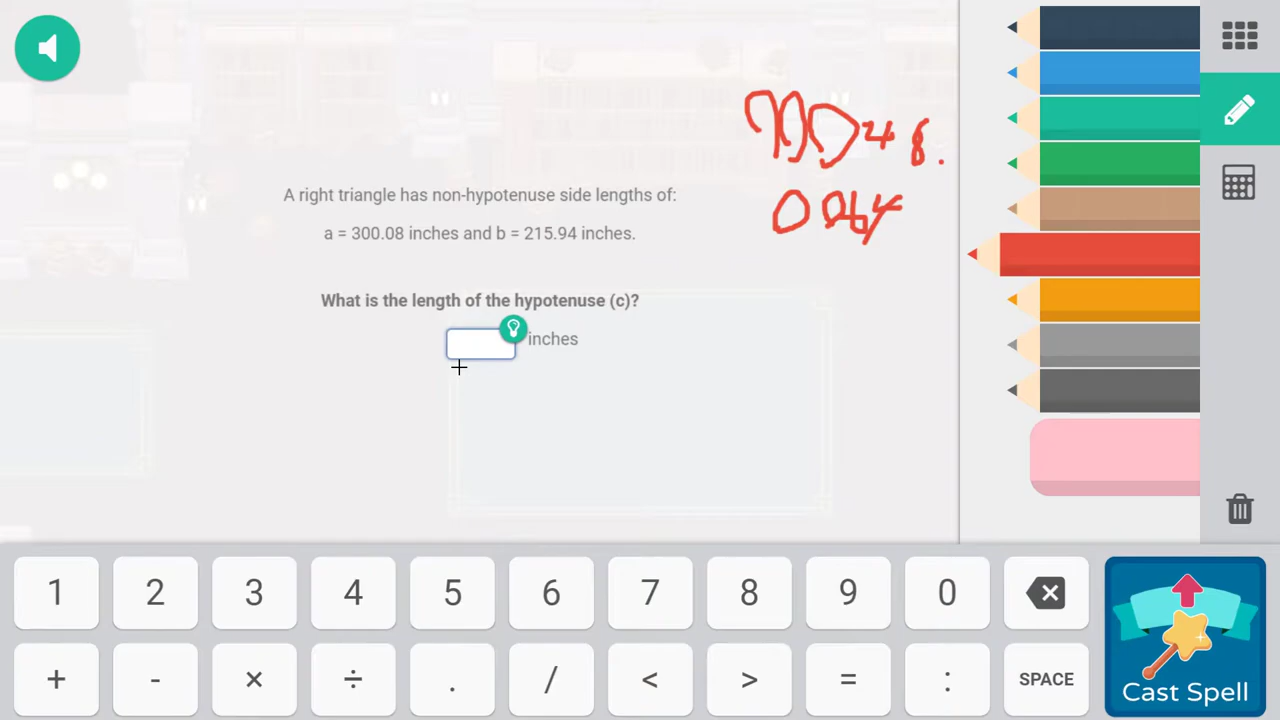 A right triangle has non-hypotenuse side lengths of:
a = 300.08 inches and b = 215.94 inches.
What is the length of the hypotenuse (c)?
inches
1 2 3 4 5 6 7 8 9 0
+ - × ÷ . / < > = : SPACE
Cast Spell